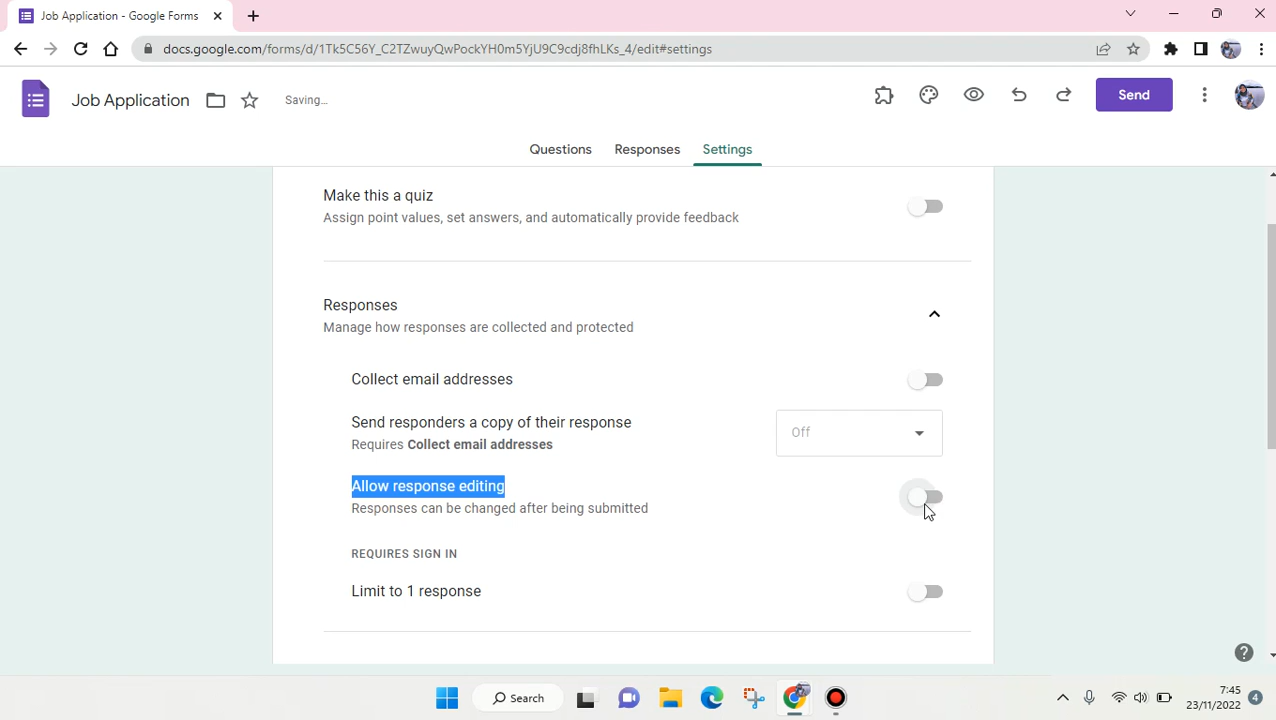 Job Application - Google Forms
docs.google.com/forms/d/1Tk5C56Y_C2TZwuyQwPockYH0m5YjU9C9cdj8fhLKs_4/edit#settings
Job Application
Saving...
Send
Questions
Responses
Settings
Make this a quiz
Assign point values, set answers, and automatically provide feedback
Responses
Manage how responses are collected and protected
Collect email addresses
Send responders a copy of their response
Off
Requires Collect email addresses
Allow response editing
Responses can be changed after being submitted
REQUIRES SIGN IN
Limit to 1 response
Search
7:45
23/11/2022
4